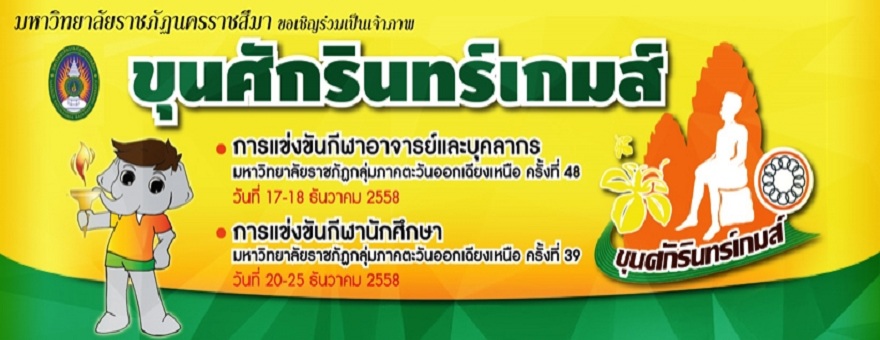 มหาวิทยาลัยราชภัฏนครราชสีมา ขอเชิญร่วมเป็นเจ้าภาพ
ขุนศักรินทร์เกมส์
• การแข่งขันกีฬาอาจารย์และบุคลากร
มหาวิทยาลัยราชภัฏกลุ่มภาคตะวันออกเฉียงเหนือ ครั้งที่ 48
วันที่ 17-18 ธันวาคม 2558
• การแข่งขันกีฬานักศึกษา
มหาวิทยาลัยราชภัฏกลุ่มภาคตะวันออกเฉียงเหนือ ครั้งที่ 39
วันที่ 20-25 ธันวาคม 2558
ขุนศักรินทร์เกมส์